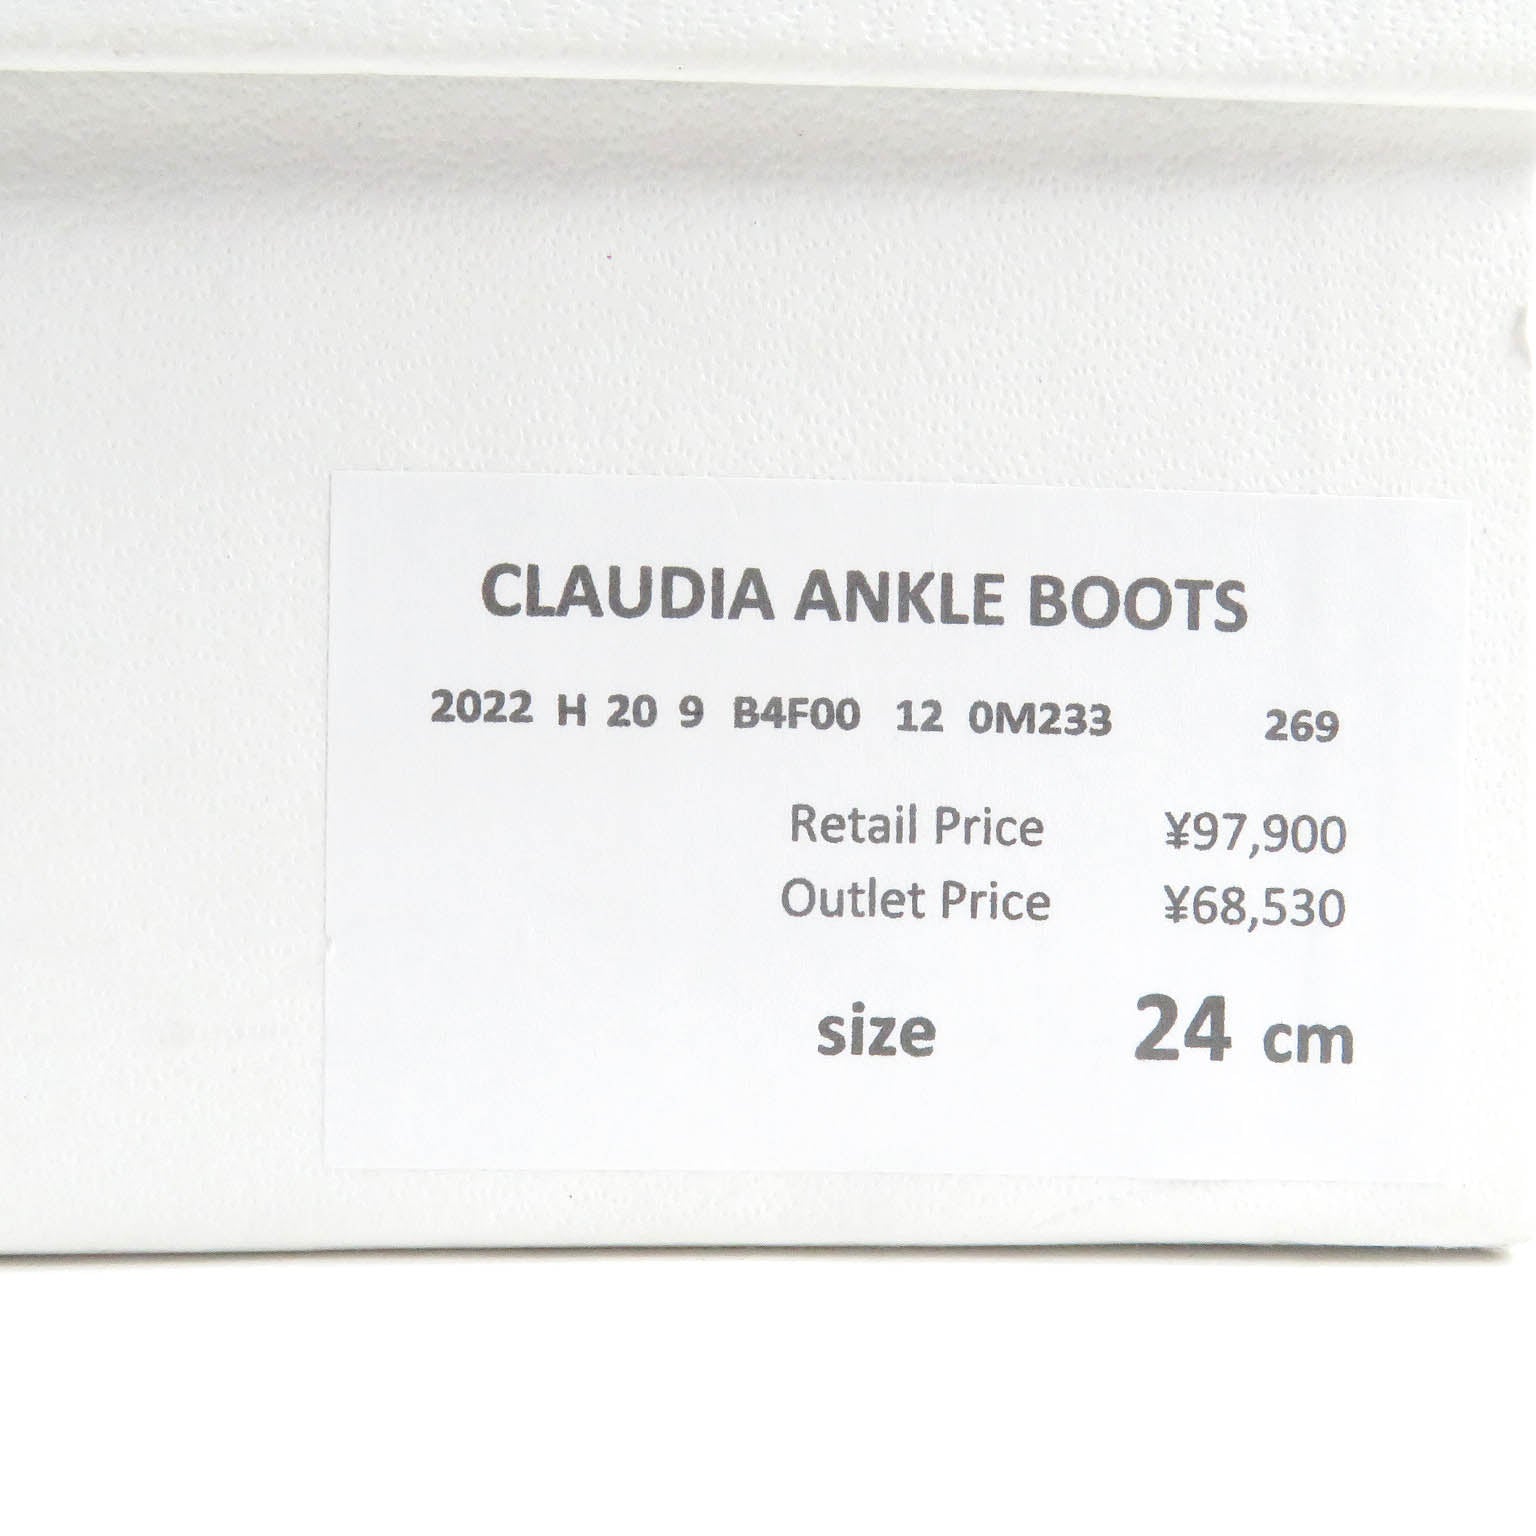 CLAUDIA ANKLE BOOTS
2022 H 20 9 B4F00 12 0M233 269
Retail Price ¥97,900
Outlet Price ¥68,530
size 24 cm